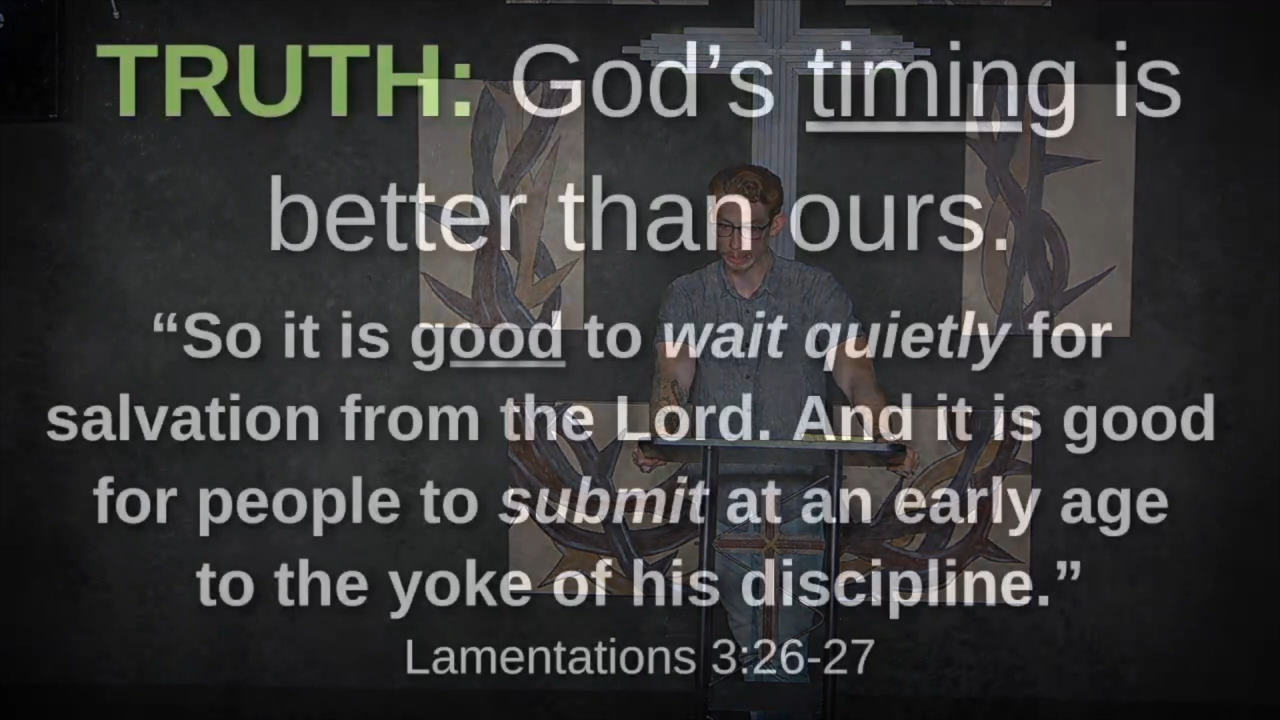 TRUTH: God’s timing is
better than ours.
“So it is good to wait quietly for
salvation from the Lord. And it is good
for people to submit at an early age
to the yoke of his discipline.”
Lamentations 3:26-27